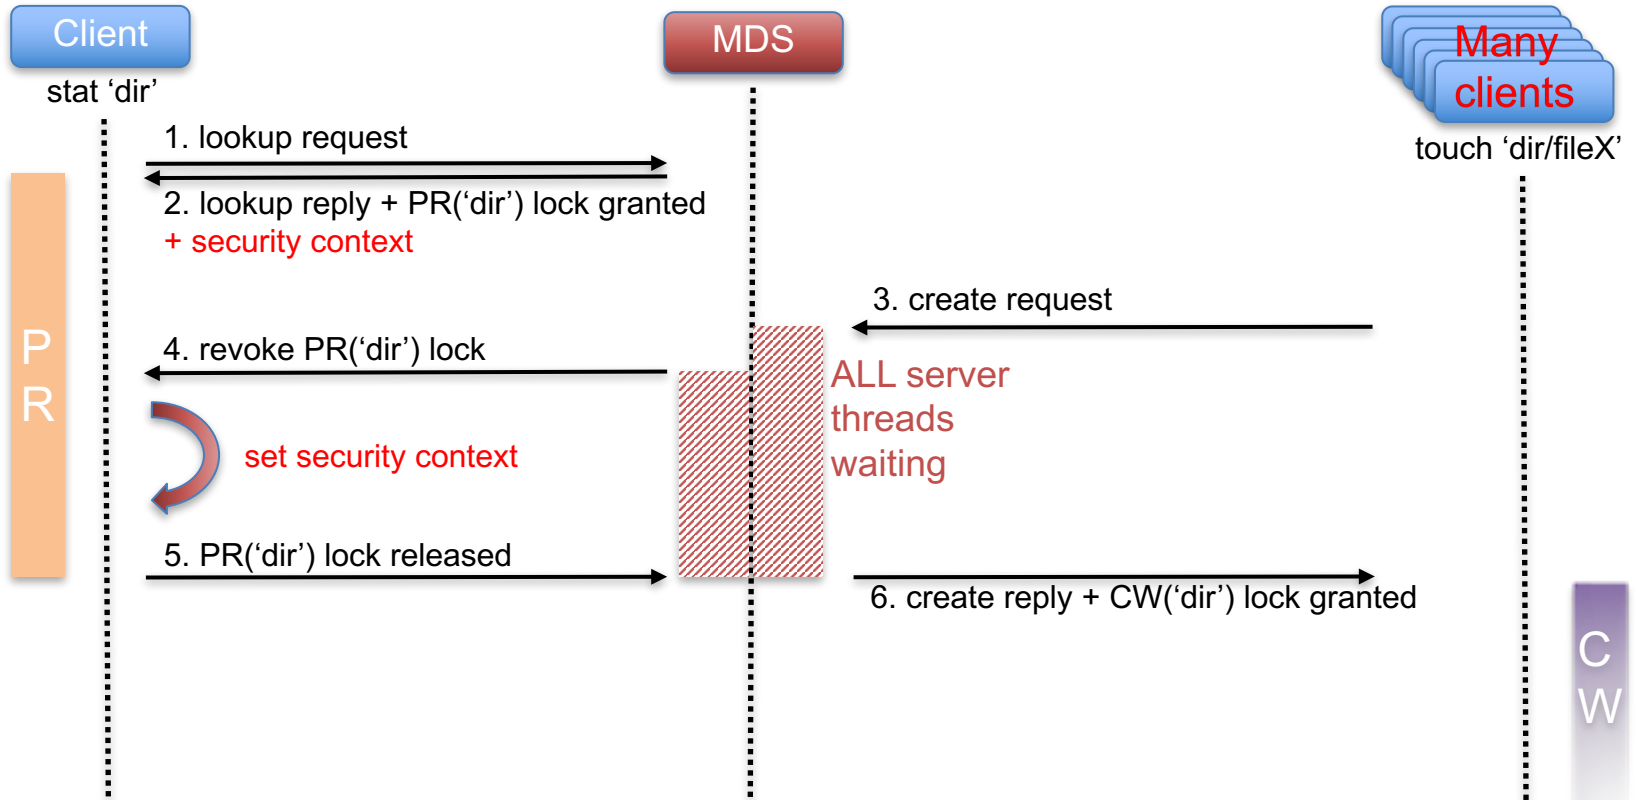 Client
MDS
Many
clients
stat ‘dir’
touch ‘dir/fileX’
1. lookup request
2. lookup reply + PR(‘dir’) lock granted
+ security context
3. create request
4. revoke PR(‘dir’) lock
P
R
ALL server
threads
waiting
set security context
5. PR(‘dir’) lock released
6. create reply + CW(‘dir’) lock granted
C
W